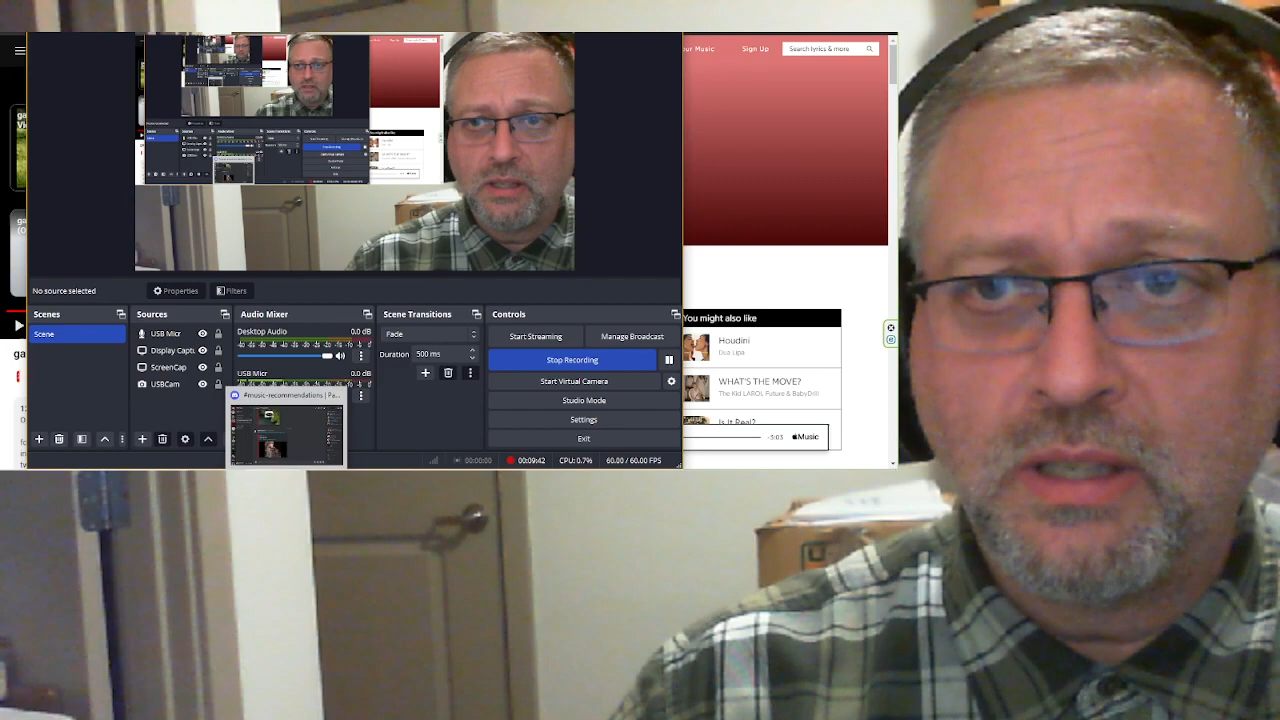 our Music
Sign Up
Search lyrics & more
No source selected
Properties
Filters
Scenes
Scene
Sources
USB Micr
Display Captu
ScreenCap
USBCam
Audio Mixer
Desktop Audio
0.0 dB
USB Micr
0.0 dB
Scene Transitions
Fade
Duration
500 ms
Controls
Start Streaming
Manage Broadcast
Stop Recording
Start Virtual Camera
Studio Mode
Settings
Exit
#music-recommendations | Pa...
00:00:00
00:09:42
CPU: 0.7%
60.00 / 60.00 FPS
You might also like
Houdini
Dua Lipa
WHAT'S THE MOVE?
The Kid LAROI, Future & BabyDrill
Is It Real?
-3:03
Music